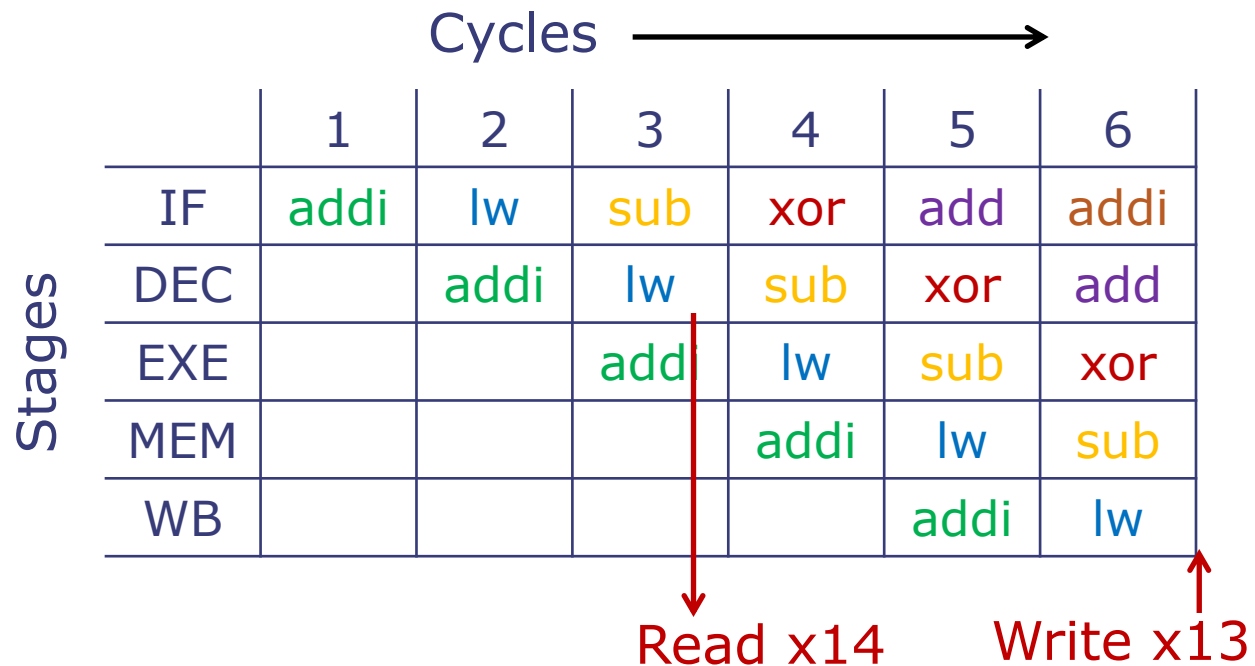 Cycles
1 2 3 4 5 6
IF addi lw sub xor add addi
DEC addi lw sub xor add
EXE addi lw sub xor
MEM addi lw sub
WB addi lw
Stages
Read x14 Write x13